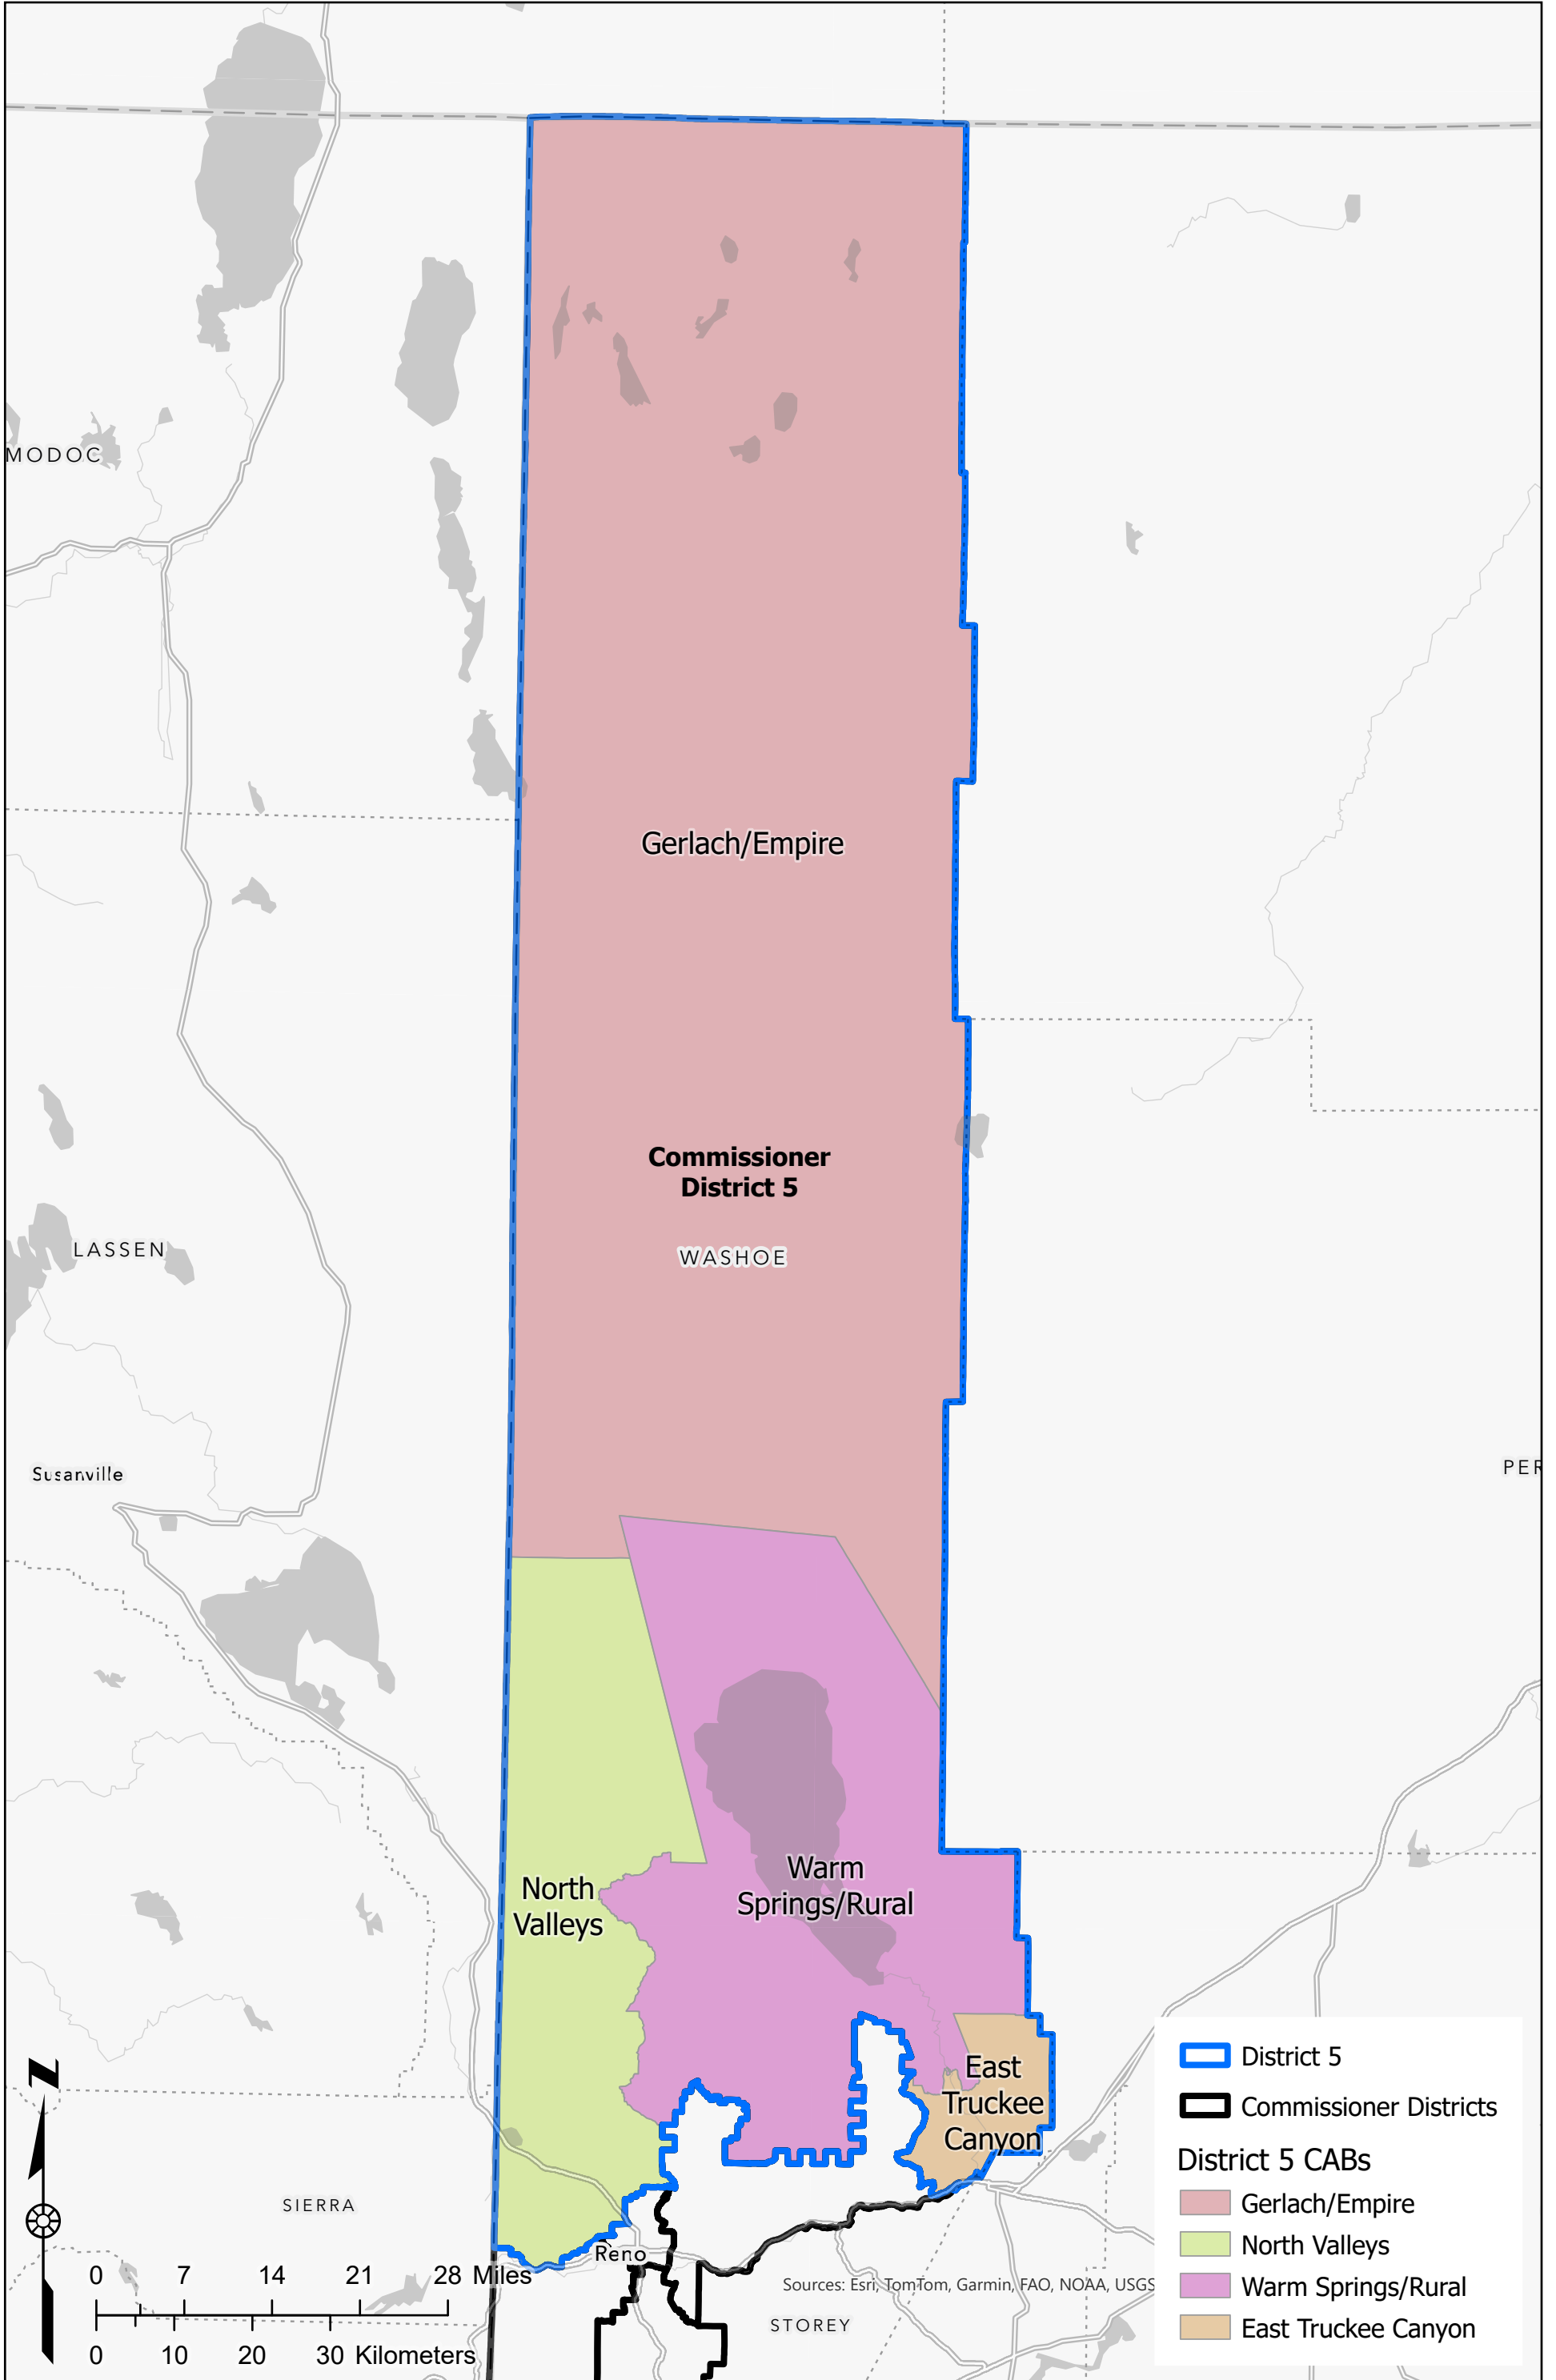 MODOC
Gerlach/Empire
Commissioner
District 5
WASHOE
LASSEN
Susanville
PER
North
Valleys
Warm
Springs/Rural
East
Truckee
Canyon
N
SIERRA
Reno
STOREY
0 7 14 21 28 Miles
0 10 20 30 Kilometers
Sources: Esri, TomTom, Garmin, FAO, NOAA, USGS
District 5
Commissioner Districts
District 5 CABs
Gerlach/Empire
North Valleys
Warm Springs/Rural
East Truckee Canyon